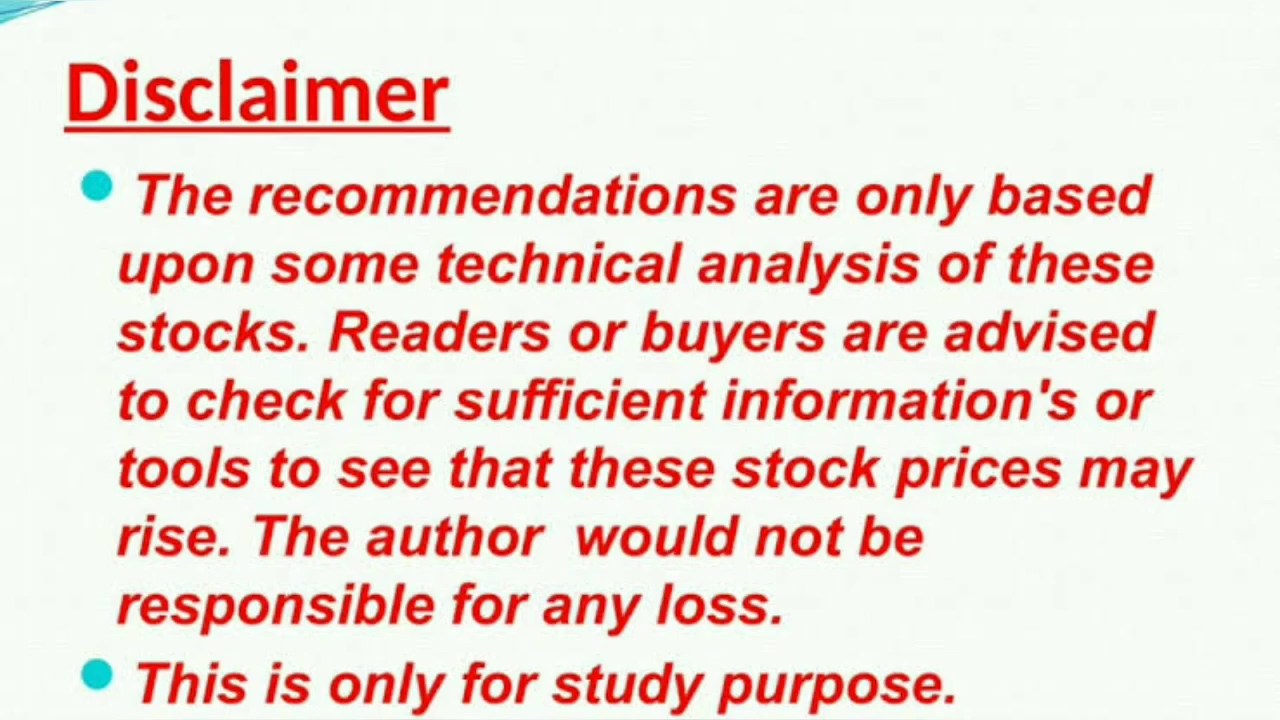 Disclaimer
The recommendations are only based
upon some technical analysis of these
stocks. Readers or buyers are advised
to check for sufficient information's or
tools to see that these stock prices may
rise. The author  would not be
responsible for any loss.
This is only for study purpose.